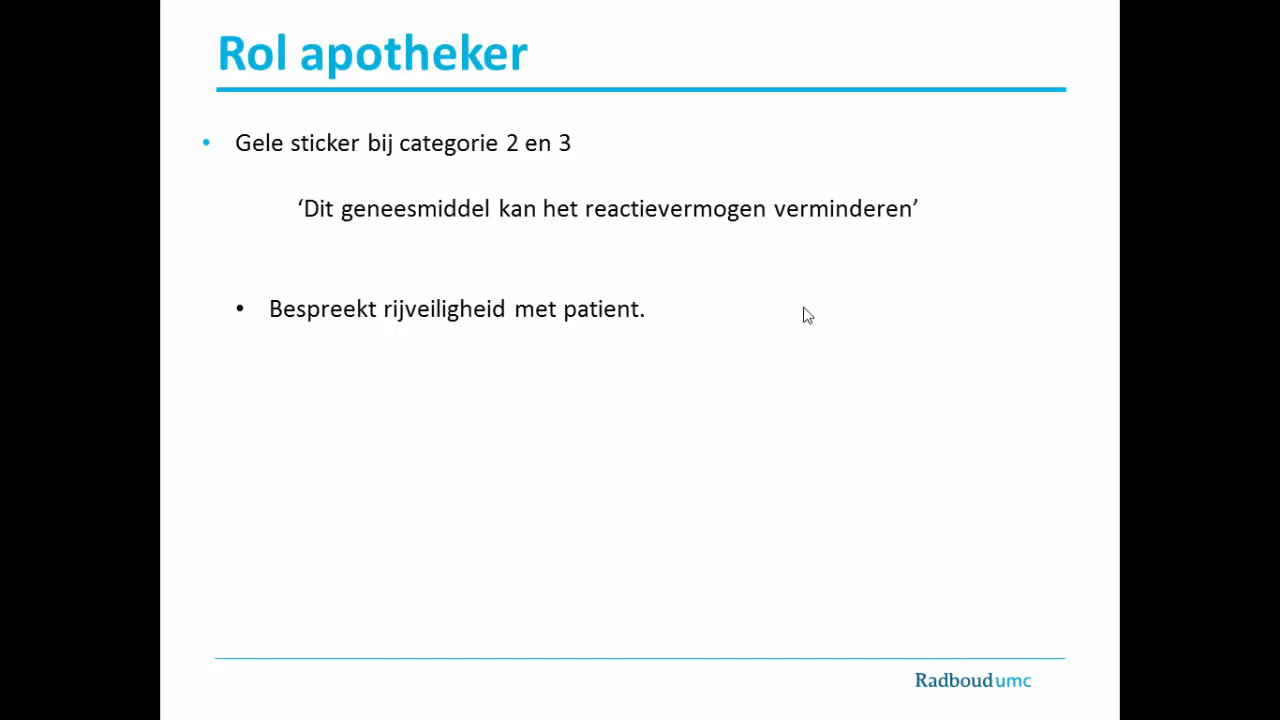 Rol apotheker
• Gele sticker bij categorie 2 en 3
‘Dit geneesmiddel kan het reactievermogen verminderen’
• Bespreekt rijveiligheid met patient.
Radboudumc